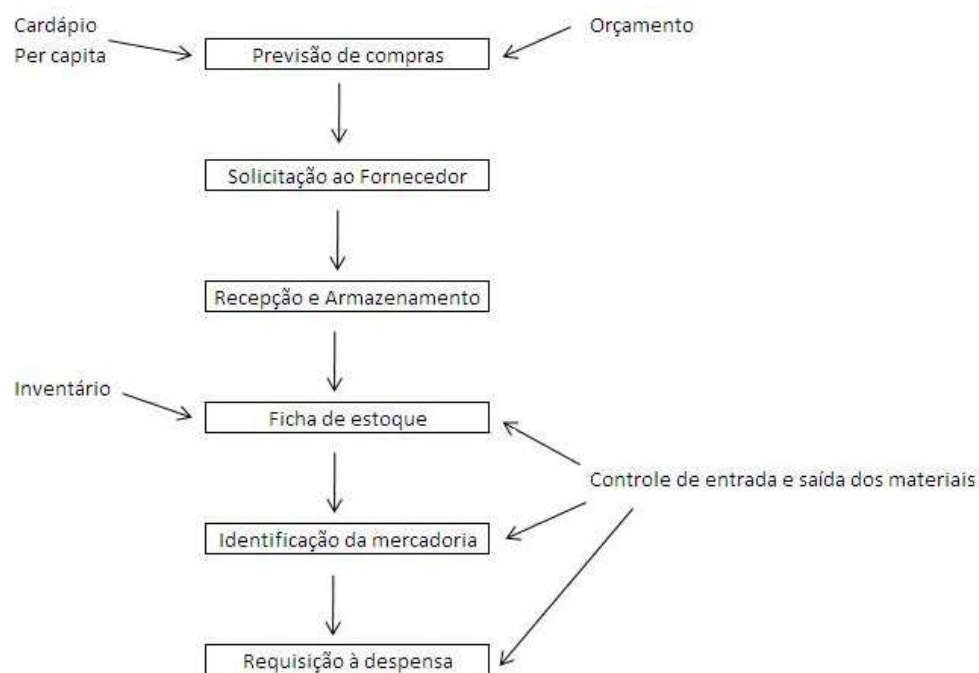 Cardápio
Per capita
Orçamento
Previsão de compras
Solicitação ao Fornecedor
Recepção e Armazenamento
Inventário
Ficha de estoque
Controle de entrada e saída dos materiais
Identificação da mercadoria
Requisição à despensa